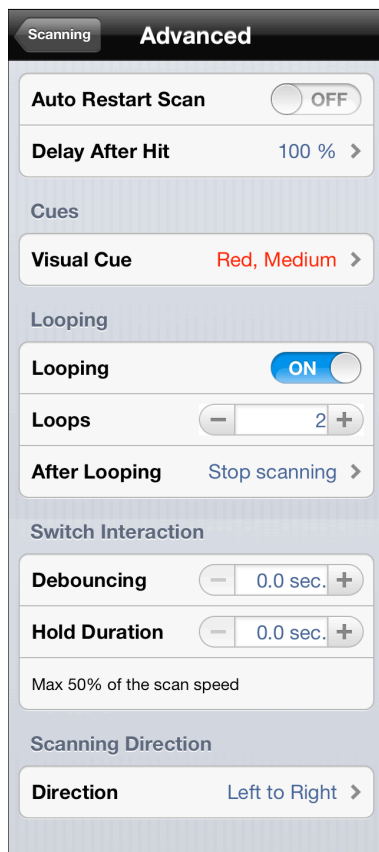 Scanning
Advanced
Auto Restart Scan OFF
Delay After Hit 100 %
Cues
Visual Cue Red, Medium
Looping
Looping ON
Loops 2
After Looping Stop scanning
Switch Interaction
Debouncing 0.0 sec.
Hold Duration 0.0 sec.
Max 50% of the scan speed
Scanning Direction
Direction Left to Right